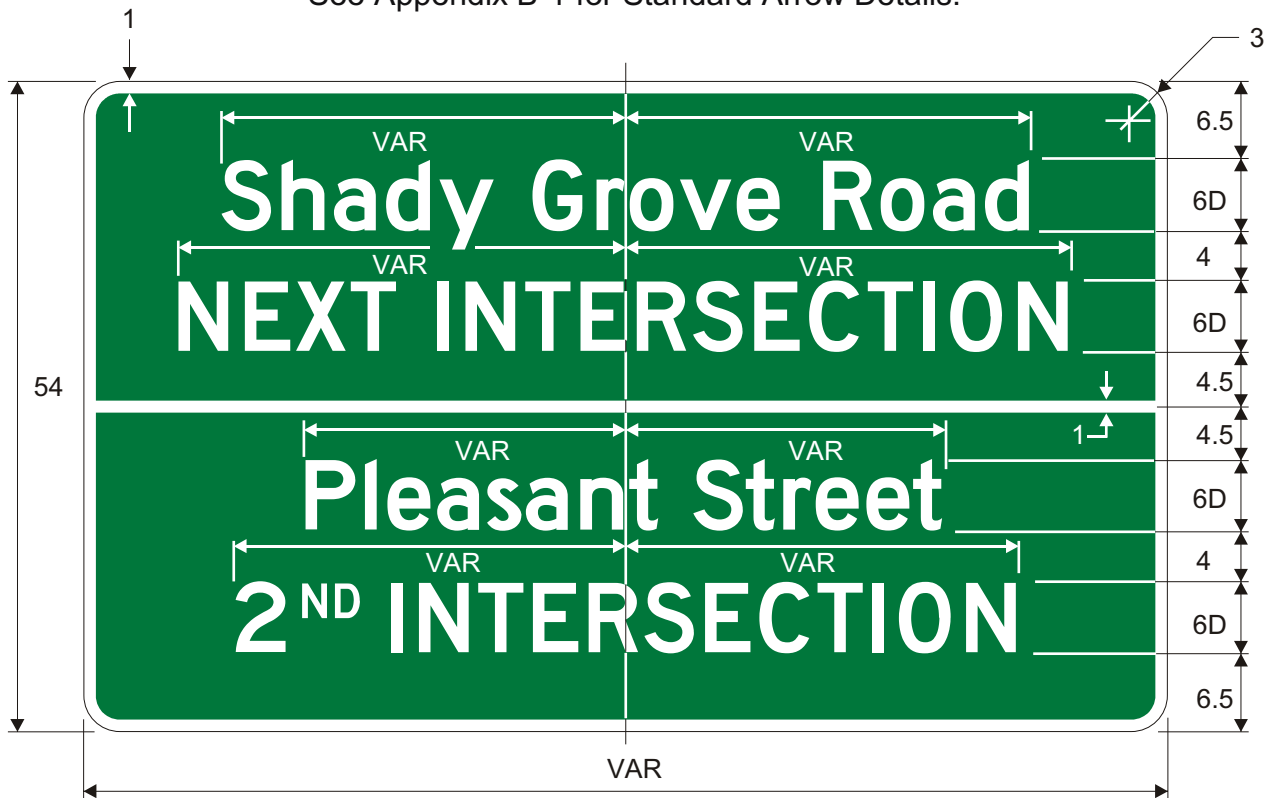 See Appendix B-1 for Standard Arrow Details.
1
3
VAR VAR
6.5
Shady Grove Road
6D
VAR VAR
4
NEXT INTERSECTION
6D
54
4.5
1
4.5
VAR VAR
Pleasant Street
6D
VAR VAR
4
2ND INTERSECTION
6D
6.5
VAR